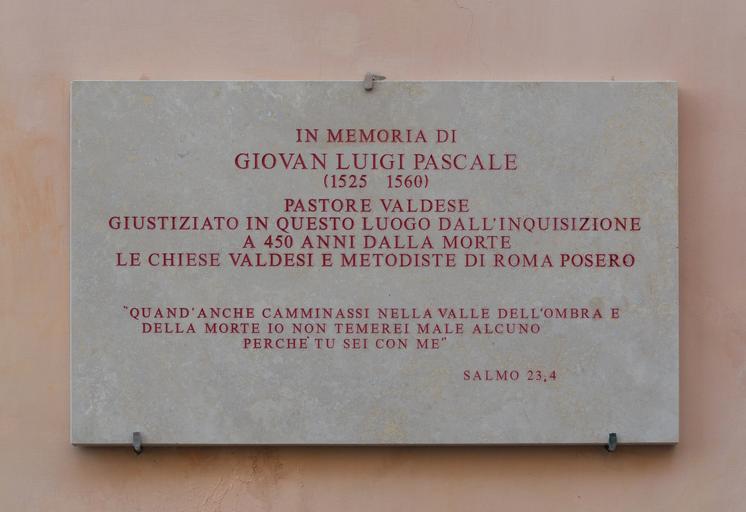 IN MEMORIA DI
GIOVAN LUIGI PASCALE
(1525 1560)
PASTORE VALDESE
GIUSTIZIATO IN QUESTO LUOGO DALL'INQUISIZIONE
A 450 ANNI DALLA MORTE
LE CHIESE VALDESI E METODISTE DI ROMA POSERO
"QUAND'ANCHE CAMMINASSI NELLA VALLE DELL'OMBRA E
DELLA MORTE IO NON TEMEREI MALE ALCUNO
PERCHE' TU SEI CON ME"
SALMO 23,4